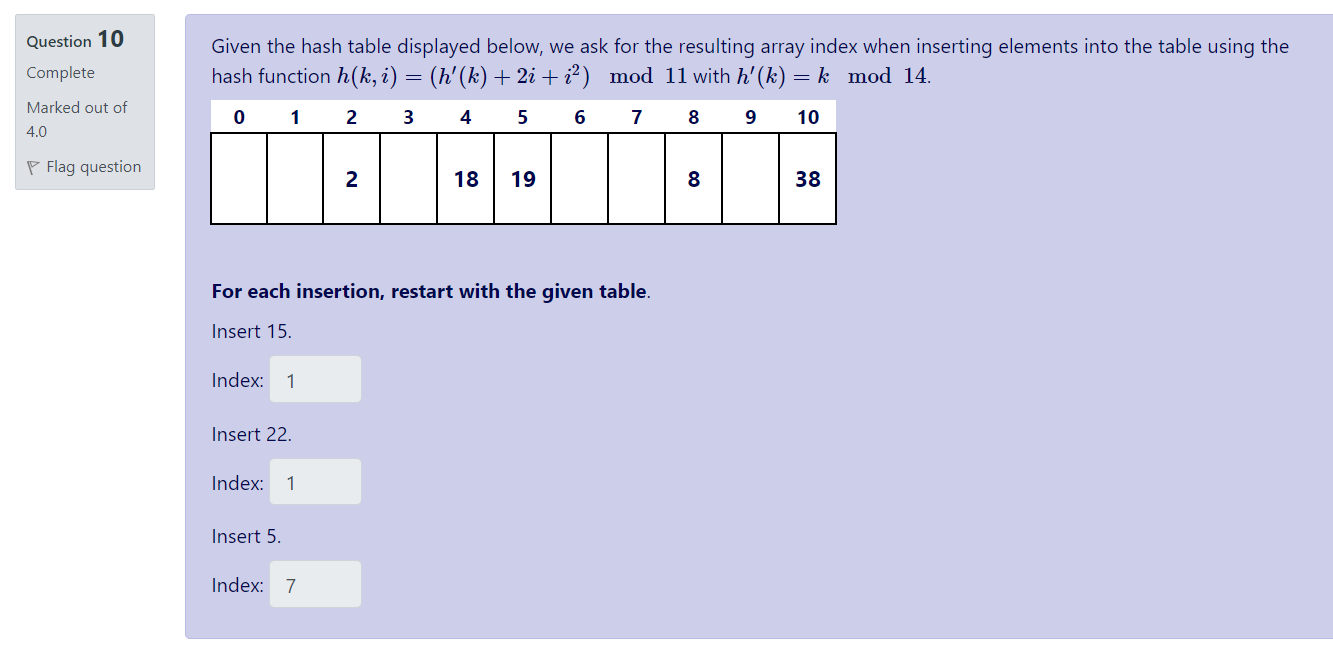 Question 10
Complete
Marked out of
4.0
Flag question
Given the hash table displayed below, we ask for the resulting array index when inserting elements into the table using the
hash function h(k, i) = (h′(k) + 2i + i²) mod 11 with h′(k) = k mod 14.
0 1 2 3 4 5 6 7 8 9 10
2 18 19 8 38
For each insertion, restart with the given table.
Insert 15.
Index: 1
Insert 22.
Index: 1
Insert 5.
Index: 7